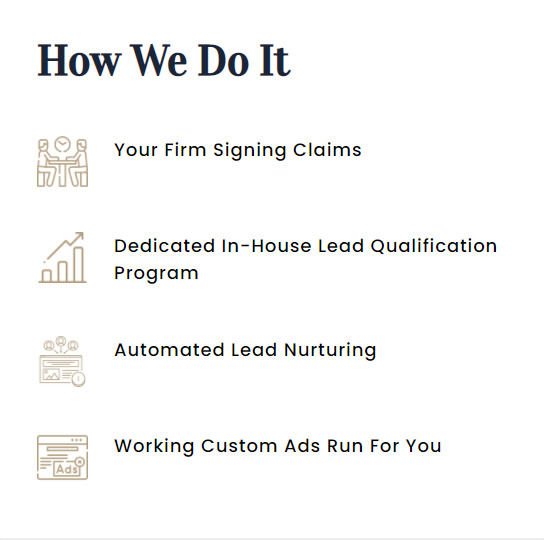 How We Do It
Your Firm Signing Claims
Dedicated In-House Lead Qualification
Program
Automated Lead Nurturing
Working Custom Ads Run For You
Ads